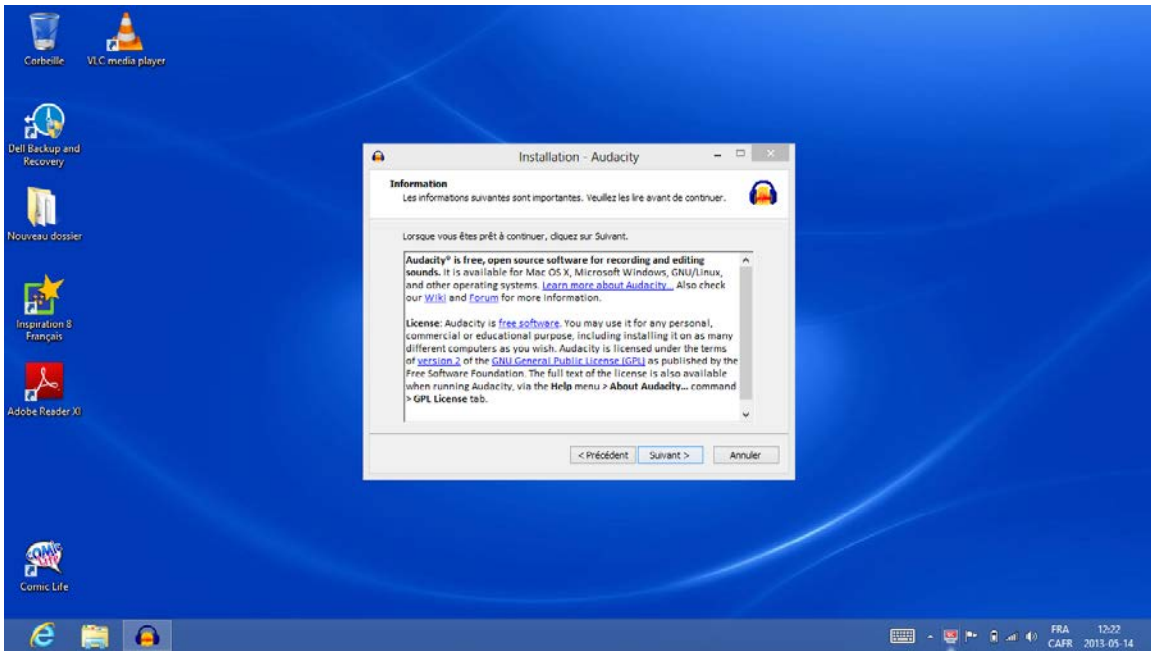 Corbeille
VLC media player
Dell Backup and
Recovery
Nouveau dossier
Inspiration 8
Français
Adobe Reader XI
COMIC
LIFE
Comic Life
Installation - Audacity
Information
Les informations suivantes sont importantes. Veuillez les lire avant de continuer.
Lorsque vous êtes prêt à continuer, cliquez sur Suivant.
Audacity® is free, open source software for recording and editing
sounds. It is available for Mac OS X, Microsoft Windows, GNU/Linux,
and other operating systems. Learn more about Audacity... Also check
our Wiki and Forum for more information.
License: Audacity is free software. You may use it for any personal,
commercial or educational purpose, including installing it on as many
different computers as you wish. Audacity is licensed under the terms
of version 2 of the GNU General Public License (GPL) as published by the
Free Software Foundation. The full text of the license is also available
when running Audacity, via the Help menu > About Audacity... command
> GPL License tab.
< Précédent
Suivant >
Annuler
FRA
CAFR
12:22
2013-05-14